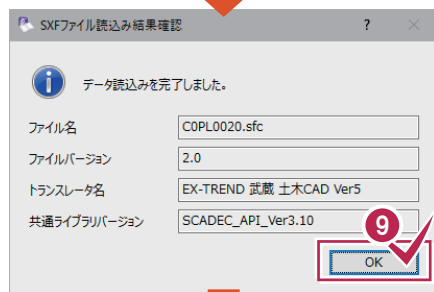 SXFファイル読込み結果確認 ?
データ読込みを完了しました。
ファイル名 C0PL0020.sfc
ファイルバージョン 2.0
トランスレータ名 EX-TREND 武蔵 土木CAD Ver5
共通ライブラリバージョン SCADEC_API_Ver3.10
9
OK